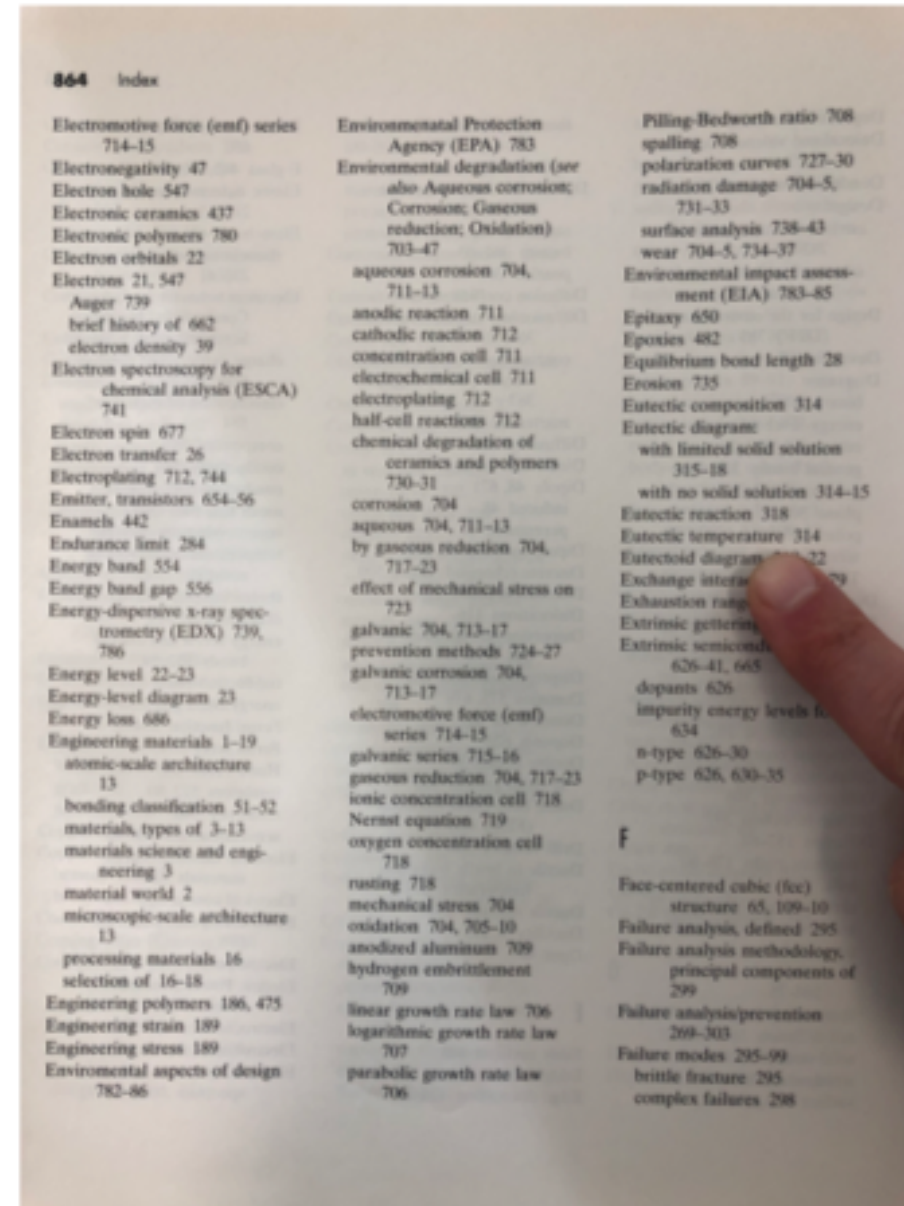 864 Index
Electromotive force (emf) series
714–15
Electronegativity 47
Electron hole 547
Electronic ceramics 437
Electronic polymers 780
Electron orbitals 22
Electrons 21, 547
Auger 739
brief history of 662
electron density 39
Electron spectroscopy for
chemical analysis (ESCA)
741
Electron spin 677
Electron transfer 26
Electroplating 712, 744
Emitter, transistors 654–56
Enamels 442
Endurance limit 284
Energy band 554
Energy band gap 556
Energy-dispersive x-ray spec-
trometry (EDX) 739,
786
Energy level 22–23
Energy-level diagram 23
Energy loss 686
Engineering materials 1–19
atomic-scale architecture
13
bonding classification 51–52
materials, types of 3–13
materials science and engi-
neering 3
material world 2
microscopic-scale architecture
13
processing materials 16
selection of 16–18
Engineering polymers 186, 475
Engineering strain 189
Engineering stress 189
Enviromental aspects of design
782–86
Environmenatal Protection
Agency (EPA) 783
Environmental degradation (see
also Aqueous corrosion;
Corrosion; Gaseous
reduction; Oxidation)
703–47
aqueous corrosion 704,
711–13
anodic reaction 711
cathodic reaction 712
concentration cell 711
electrochemical cell 711
electroplating 712
half-cell reactions 712
chemical degradation of
ceramics and polymers
730–31
corrosion 704
aqueous 704, 711–13
by gaseous reduction 704,
717–23
effect of mechanical stress on
723
galvanic 704, 713–17
prevention methods 724–27
galvanic corrosion 704,
713–17
electromotive force (emf)
series 714–15
galvanic series 715–16
gaseous reduction 704, 717–23
ionic concentration cell 718
Nernst equation 719
oxygen concentration cell
718
rusting 718
mechanical stress 704
oxidation 704, 705–10
anodized aluminum 709
hydrogen embrittlement
709
linear growth rate law 706
logarithmic growth rate law
707
parabolic growth rate law
706
Pilling-Bedworth ratio 708
spalling 708
polarization curves 727–30
radiation damage 704–5,
731–33
surface analysis 738–43
wear 704–5, 734–37
Environmental impact assess-
ment (EIA) 783–85
Epitaxy 650
Epoxies 482
Equilibrium bond length 28
Erosion 735
Eutectic composition 314
Eutectic diagram:
with limited solid solution
315–18
with no solid solution 314–15
Eutectic reaction 318
Eutectic temperature 314
Eutectoid diagram
Exchange
Exhaustion
Extrinsic
Extrinsic
626–41, 665
dopants 626
impurity energy levels
634
n-type 626–30
p-type 626, 630–35
F
Face-centered cubic (fcc)
structure 65, 109–10
Failure analysis, defined 295
Failure analysis methodology,
principal components of
299
Failure analysis/prevention
269–303
Failure modes 295–99
brittle fracture 295
complex failures 298